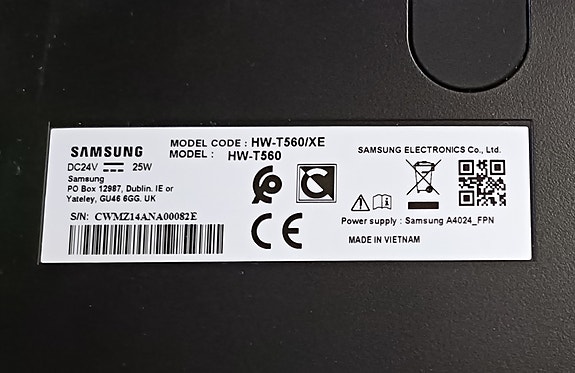 SAMSUNG
DC24V 25W
Samsung
PO Box 12987, Dublin. IE or
Yateley, GU46 6GG. UK
S/N: CWMZ14ANA00082E
MODEL CODE : HW-T560/XE
MODEL : HW-T560
CE
SAMSUNG ELECTRONICS Co., Ltd.
Power supply : Samsung A4024_FPN
MADE IN VIETNAM